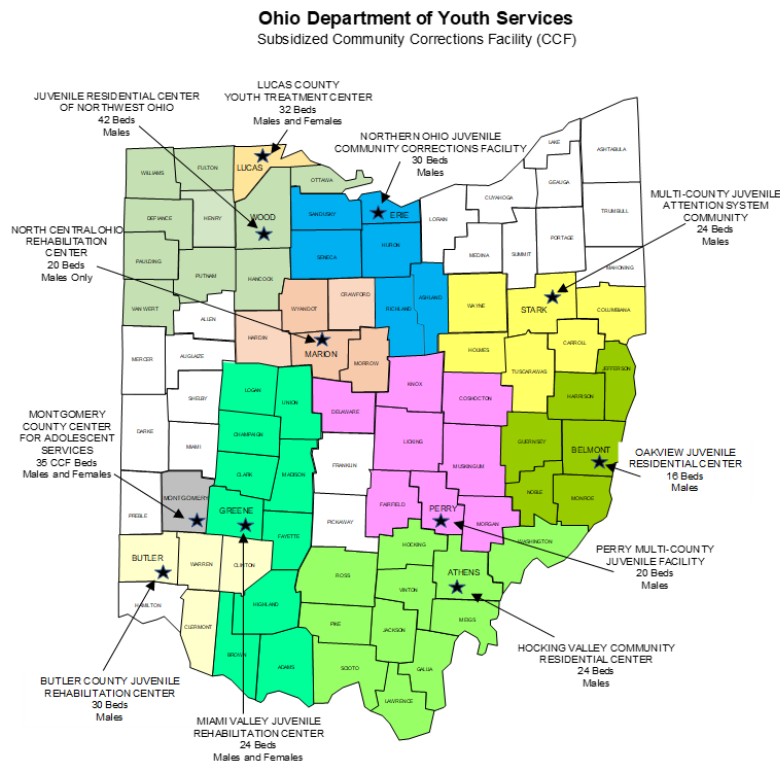 Ohio Department of Youth Services
Subsidized Community Corrections Facility (CCF)
LUCAS COUNTY
YOUTH TREATMENT CENTER
32 Beds
Males and Females
JUVENILE RESIDENTIAL CENTER
OF NORTHWEST OHIO
42 Beds
Males
NORTHERN OHIO JUVENILE
COMMUNITY CORRECTIONS FACILITY
30 Beds
Males
MULTI-COUNTY JUVENILE
ATTENTION SYSTEM
COMMUNITY
24 Beds
Males
NORTH CENTRAL OHIO
REHABILITATION
CENTER
20 Beds
Males Only
MONTGOMERY
COUNTY CENTER
FOR ADOLESCENT
SERVICES
35 CCF Beds
Males and Females
OAKVIEW JUVENILE
RESIDENTIAL CENTER
16 Beds
Males
PERRY MULTI-COUNTY
JUVENILE FACILITY
20 Beds
Males
HOCKING VALLEY COMMUNITY
RESIDENTIAL CENTER
24 Beds
Males
BUTLER COUNTY JUVENILE
REHABILITATION CENTER
30 Beds
Males
MIAMI VALLEY JUVENILE
REHABILITATION CENTER
24 Beds
Males and Females
WILLIAMS
FULTON
LUCAS
OTTAWA
LAKE
ASHTABULA
GEAUGA
CUYAHOGA
DEFIANCE
HENRY
WOOD
SANDUSKY
ERIE
LORAIN
TRUMBULL
PAULDING
PUTNAM
HANCOCK
SENECA
HURON
MEDINA
SUMMIT
PORTAGE
MAHONING
VAN WERT
ALLEN
WYANDOT
CRAWFORD
RICHLAND
ASHLAND
WAYNE
STARK
COLUMBIANA
MERCER
AUGLAIZE
HARDIN
MARION
MORROW
HOLMES
TUSCARAWAS
CARROLL
JEFFERSON
SHELBY
LOGAN
UNION
DELAWARE
KNOX
COSHOCTON
HARRISON
DARKE
MIAMI
CHAMPAIGN
LICKING
GUERNSEY
BELMONT
CLARK
MADISON
FRANKLIN
MUSKINGUM
PREBLE
MONTGOMERY
GREENE
FAYETTE
PICKAWAY
FAIRFIELD
PERRY
MORGAN
NOBLE
MONROE
BUTLER
WARREN
CLINTON
ROSS
HOCKING
ATHENS
WASHINGTON
HAMILTON
CLERMONT
HIGHLAND
VINTON
MEIGS
BROWN
ADAMS
PIKE
JACKSON
SCIOTO
GALLIA
LAWRENCE